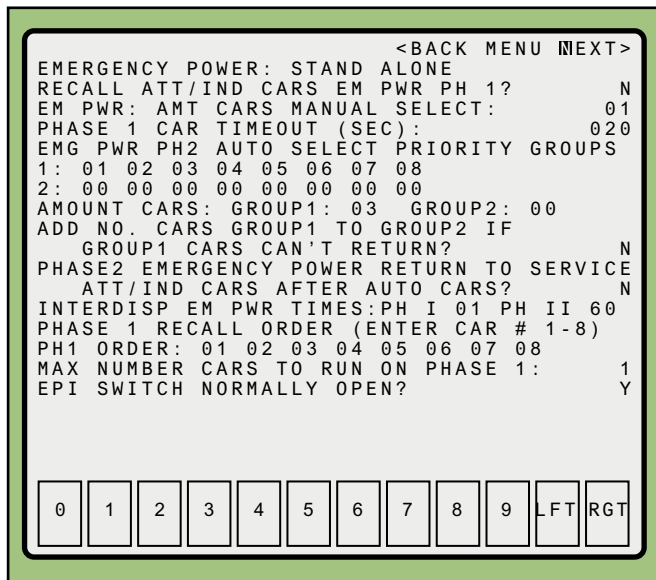 <BACK MENU NEXT>
EMERGENCY POWER: STAND ALONE
RECALL ATT/IND CARS EM PWR PH 1? N
EM PWR: AMT CARS MANUAL SELECT: 01
PHASE 1 CAR TIMEOUT (SEC): 020
EMG PWR PH2 AUTO SELECT PRIORITY GROUPS
1: 01 02 03 04 05 06 07 08
2: 00 00 00 00 00 00 00 00
AMOUNT CARS: GROUP1: 03 GROUP2: 00
ADD NO. CARS GROUP1 TO GROUP2 IF
GROUP1 CARS CAN'T RETURN? N
PHASE2 EMERGENCY POWER RETURN TO SERVICE
ATT/IND CARS AFTER AUTO CARS? N
INTERDISP EM PWR TIMES:PH I 01 PH II 60
PHASE 1 RECALL ORDER (ENTER CAR # 1-8)
PH1 ORDER: 01 02 03 04 05 06 07 08
MAX NUMBER CARS TO RUN ON PHASE 1: 1
EPI SWITCH NORMALLY OPEN? Y
0 1 2 3 4 5 6 7 8 9 LFT RGT